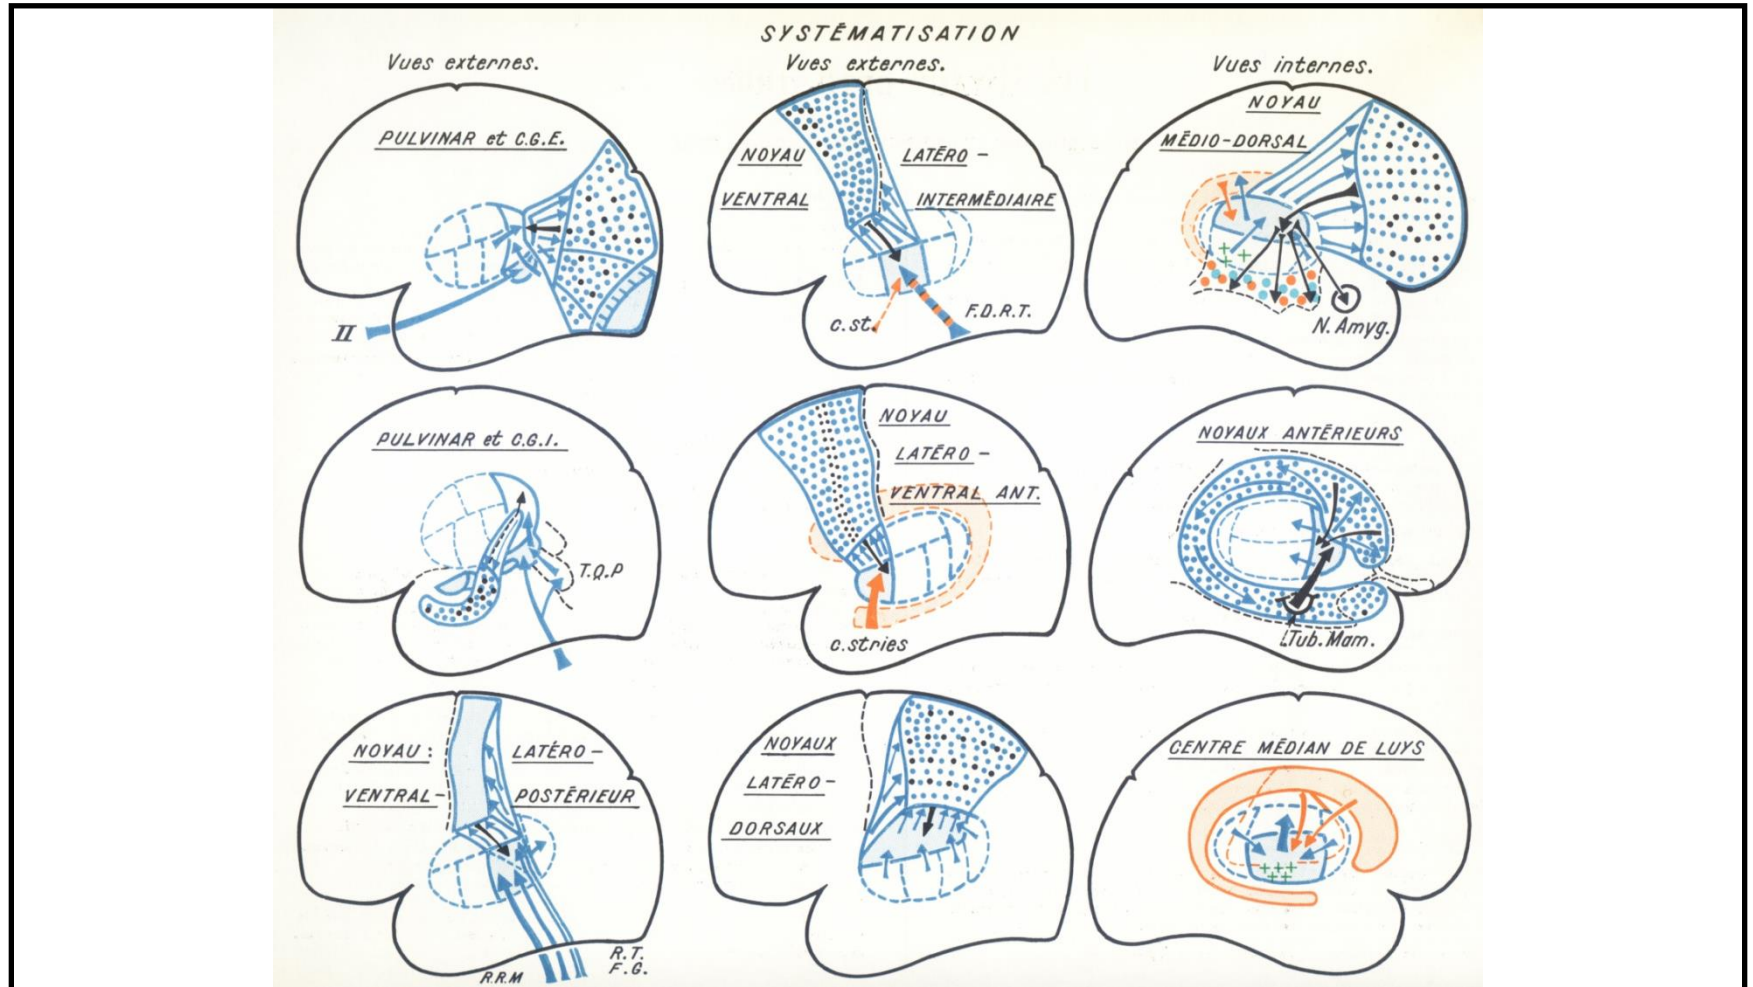 SYSTÉMATISATION
Vues externes.
Vues externes.
Vues internes.
PULVINAR et C.G.E.
II
NOYAU LATÉRO-
VENTRAL INTERMÉDIAIRE
c.st.
F.D.R.T.
NOYAU
MÉDIO-DORSAL
N. Amyg.
PULVINAR et C.G.I.
T.Q.P
NOYAU
LATÉRO-
VENTRAL ANT.
c.stries
NOYAUX ANTÉRIEURS
Tub. Mam.
NOYAU: LATÉRO-
VENTRAL- POSTÉRIEUR
R.R.M
R.T.
F.G.
NOYAUX
LATÉRO-
DORSAUX
CENTRE MÉDIAN DE LUYS